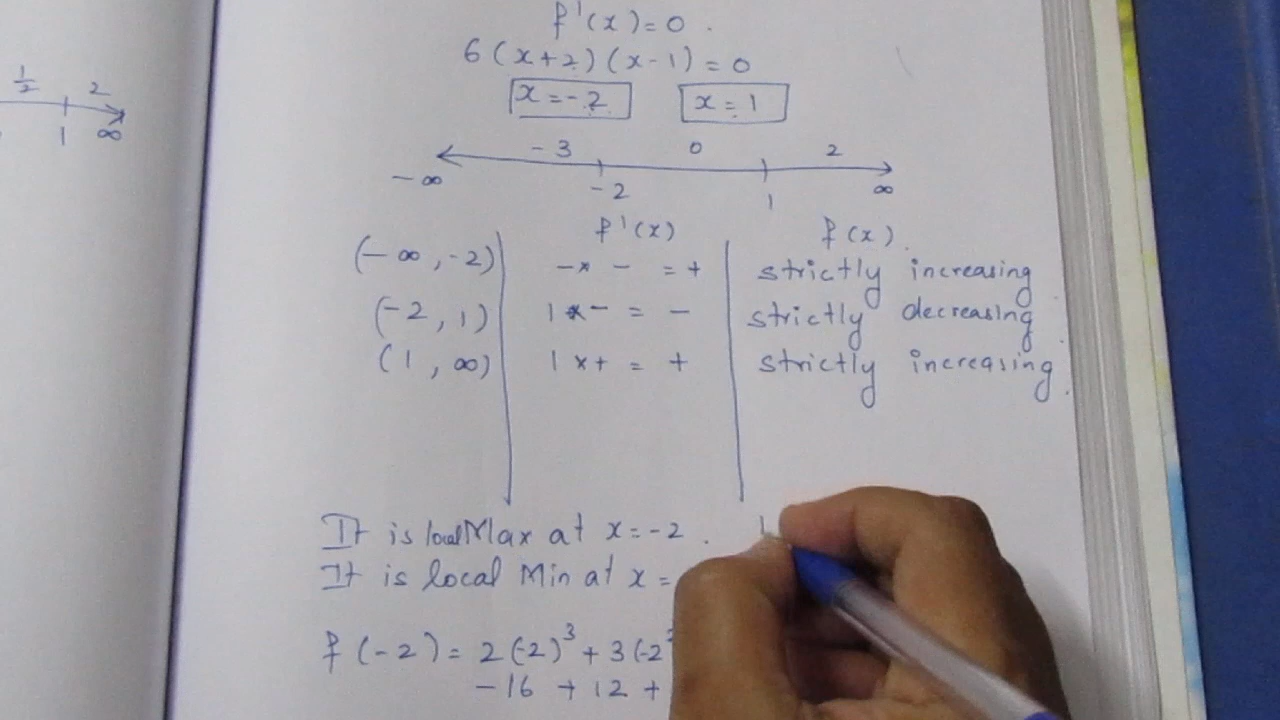 1/2 2
1 ∞
f'(x)=0.
6(x+2)(x-1)=0
x=-2 x=1
-3 0 2
-∞ -2 1 ∞
f'(x) f(x).
(-∞,-2) -x - = + strictly increasing
(-2,1) 1x- = - strictly decreasing
(1,∞) 1x+ = + strictly increasing.
It is local Max at x=-2.
It is local Min at x=
f(-2)= 2(-2)³+3(-2
-16 +12 +